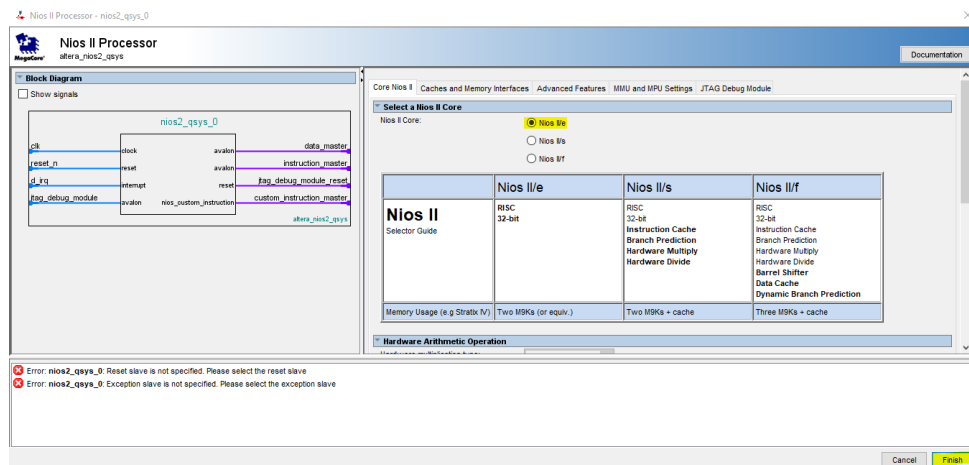 Nios II Processor - nios2_qsys_0
MegaCore'
Nios II Processor
altera_nios2_qsys
Documentation
Block Diagram
Show signals
nios2_qsys_0
clk
clock
avalon
data_master
reset_n
reset
avalon
instruction_master
d_irq
interrupt
reset
jtag_debug_module_reset
jtag_debug_module
avalon
nios_custom_instruction
custom_instruction_master
altera_nios2_qsys
Core Nios II
Caches and Memory Interfaces
Advanced Features
MMU and MPU Settings
JTAG Debug Module
Select a Nios II Core
Nios II Core:
Nios II/e
Nios II/s
Nios II/f
Nios II/e
Nios II/s
Nios II/f
Nios II
Selector Guide
RISC
32-bit
RISC
32-bit
Instruction Cache
Branch Prediction
Hardware Multiply
Hardware Divide
RISC
32-bit
Instruction Cache
Branch Prediction
Hardware Multiply
Hardware Divide
Barrel Shifter
Data Cache
Dynamic Branch Prediction
Memory Usage (e.g Stratix IV)
Two M9Ks (or equiv.)
Two M9Ks + cache
Three M9Ks + cache
Hardware Arithmetic Operation
Error: nios2_qsys_0: Reset slave is not specified. Please select the reset slave
Error: nios2_qsys_0: Exception slave is not specified. Please select the exception slave
Cancel
Finish